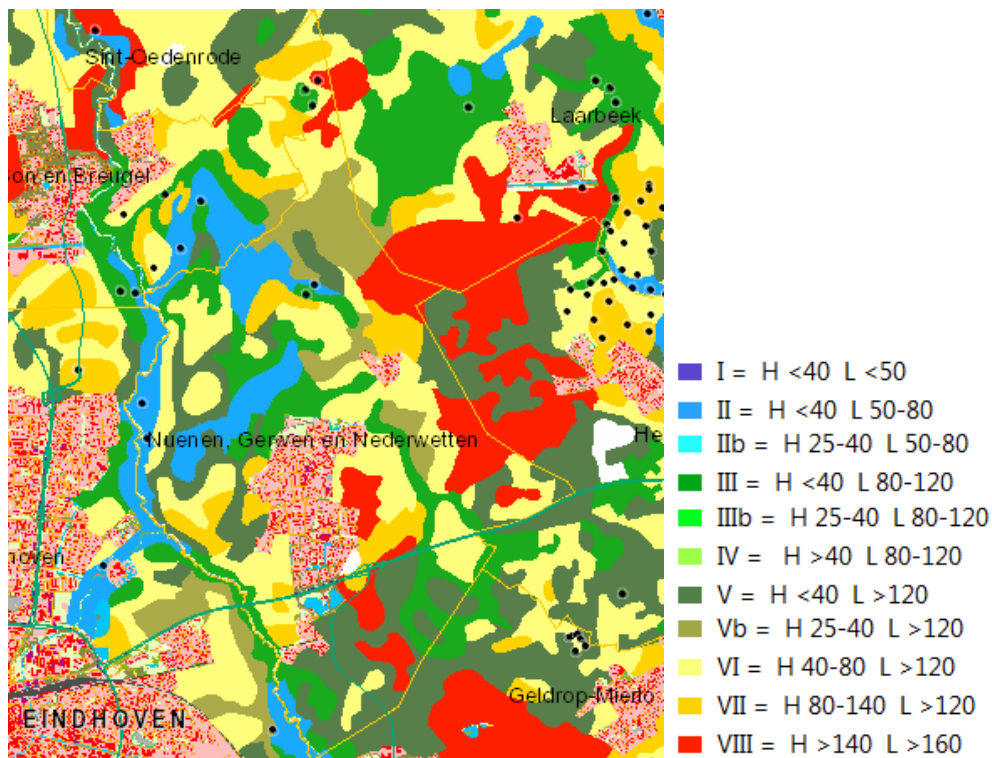 Sint-Oedenrode
Laarbeek
on en Breugel
Nuenen, Gerwen en Nederwetten
He
hoven
Geldrop-Mierlo
EINDHOVEN
I = H <40 L <50
II = H <40 L 50-80
IIb = H 25-40 L 50-80
III = H <40 L 80-120
IIIb = H 25-40 L 80-120
IV = H >40 L 80-120
V = H <40 L >120
Vb = H 25-40 L >120
VI = H 40-80 L >120
VII = H 80-140 L >120
VIII = H >140 L >160